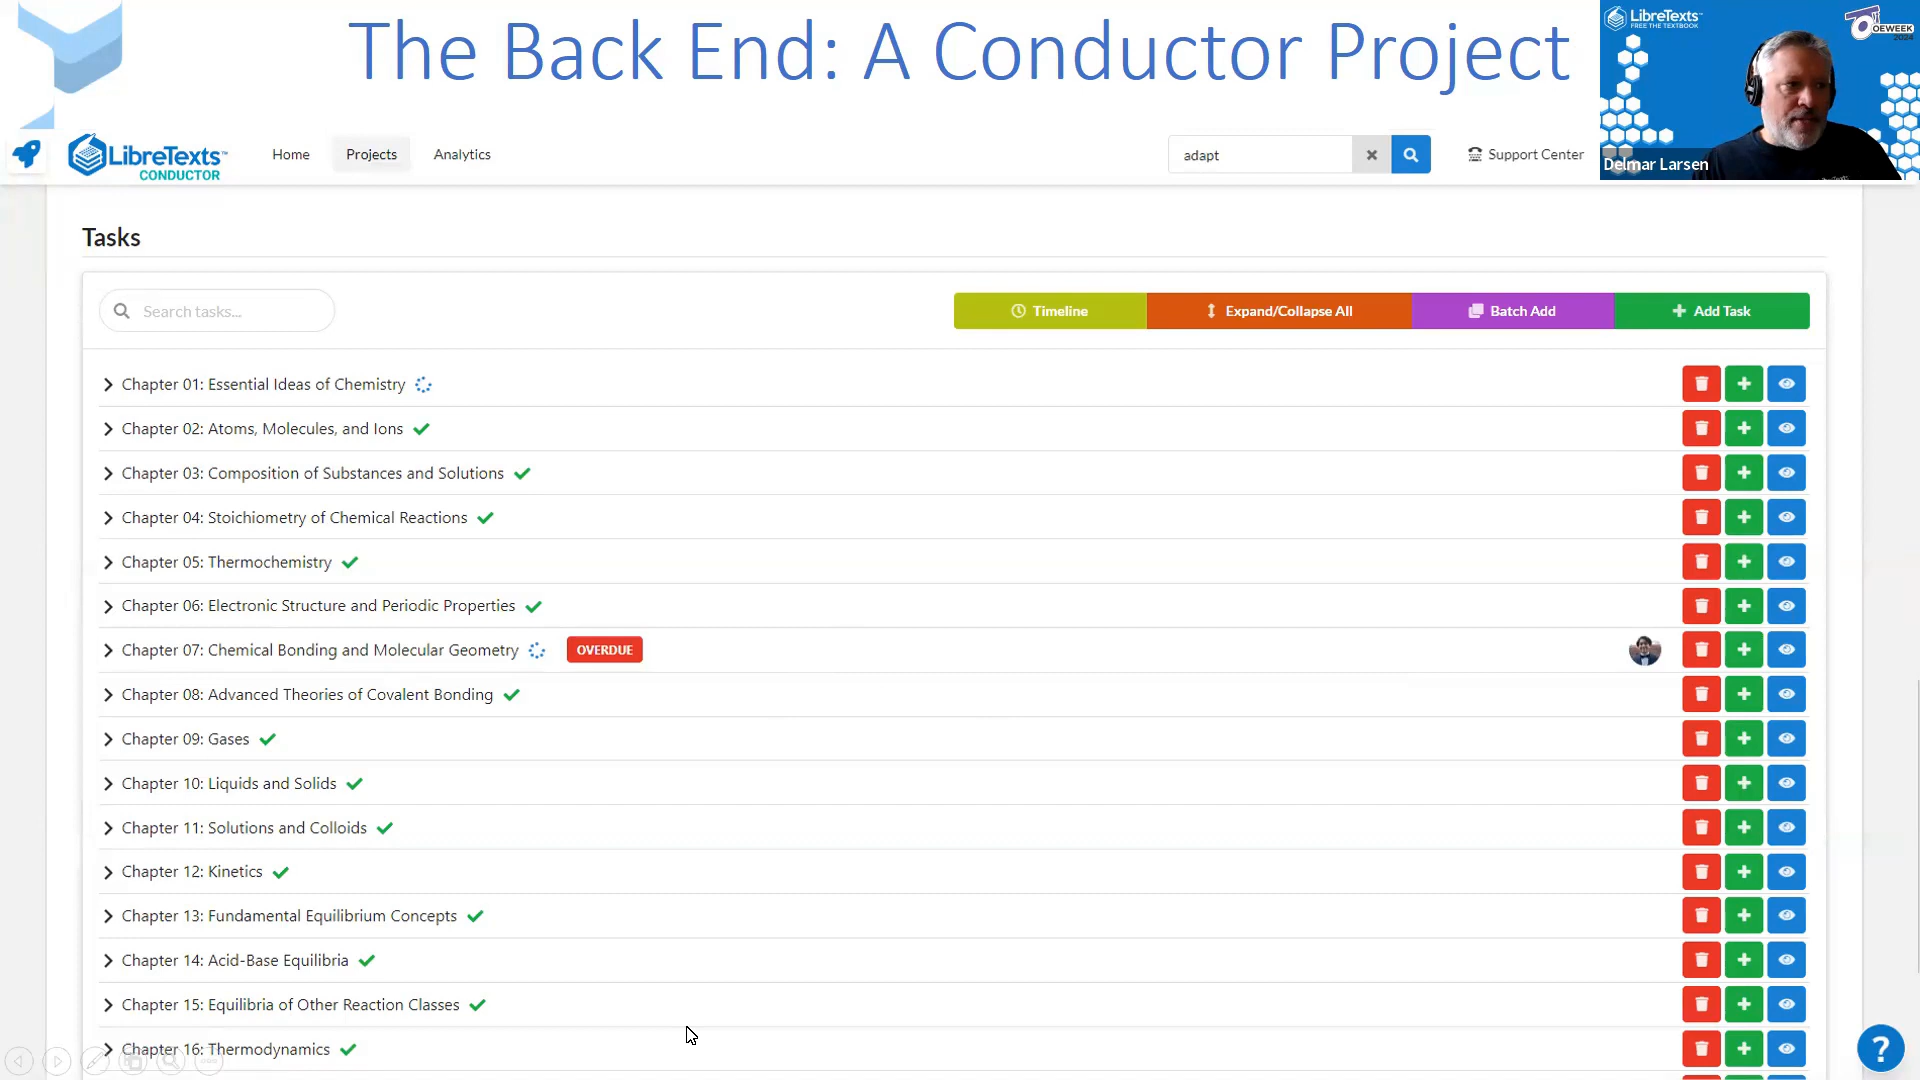 The Back End: A Conductor Project
LibreTexts™
FREE THE TEXTBOOK
OEWEEK
2024
Delmar Larsen
LibreTexts™
CONDUCTOR
Home
Projects
Analytics
adapt
Support Center
Tasks
Search tasks...
Timeline
Expand/Collapse All
Batch Add
Add Task
Chapter 01: Essential Ideas of Chemistry
Chapter 02: Atoms, Molecules, and Ions
Chapter 03: Composition of Substances and Solutions
Chapter 04: Stoichiometry of Chemical Reactions
Chapter 05: Thermochemistry
Chapter 06: Electronic Structure and Periodic Properties
Chapter 07: Chemical Bonding and Molecular Geometry OVERDUE
Chapter 08: Advanced Theories of Covalent Bonding
Chapter 09: Gases
Chapter 10: Liquids and Solids
Chapter 11: Solutions and Colloids
Chapter 12: Kinetics
Chapter 13: Fundamental Equilibrium Concepts
Chapter 14: Acid-Base Equilibria
Chapter 15: Equilibria of Other Reaction Classes
Chapter 16: Thermodynamics
?